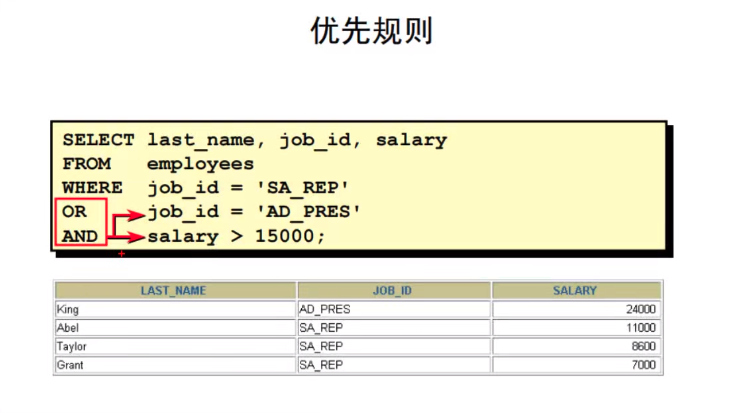 优先规则
SELECT last_name, job_id, salary
FROM employees
WHERE job_id = 'SA_REP'
OR job_id = 'AD_PRES'
AND salary > 15000;
LAST_NAME JOB_ID SALARY
King AD_PRES 24000
Abel SA_REP 11000
Taylor SA_REP 8600
Grant SA_REP 7000